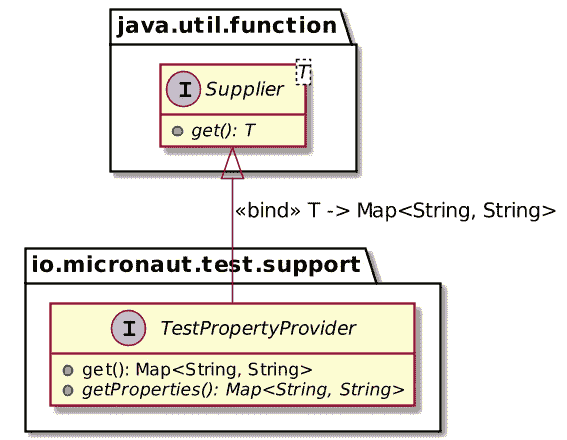 java.util.function
I Supplier T
get(): T
«bind» T -> Map<String, String>
io.micronaut.test.support
I TestPropertyProvider
get(): Map<String, String>
getProperties(): Map<String, String>